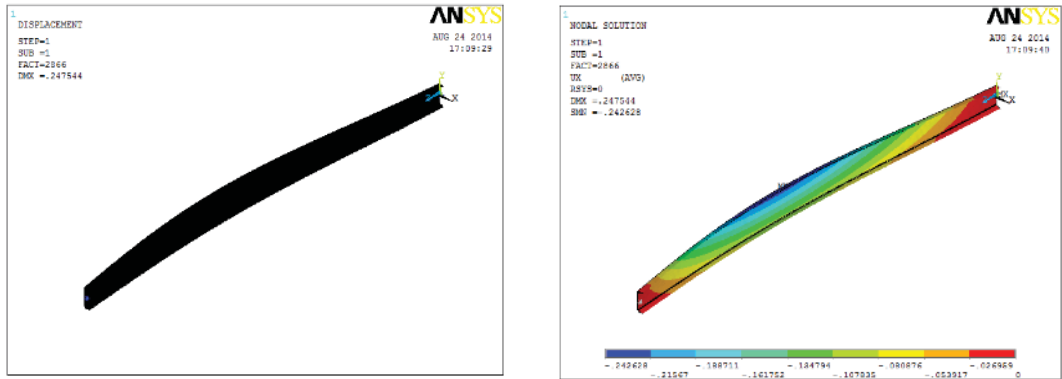 1
ANSYS
DISPLACEMENT
AUG 24 2014
17:09:29
STEP=1
SUB =1
FACT=2866
DMX =.247544
Y
Z
X
1
ANSYS
NODAL SOLUTION
AUG 24 2014
17:09:40
STEP=1
SUB =1
FACT=2866
UX (AVG)
RSYS=0
DMX =.247544
SMN =-.242628
Y
MX
X
-.242628
-.21567
-.188711
-.161752
-.134794
-.107835
-.080876
-.053917
-.026959
0